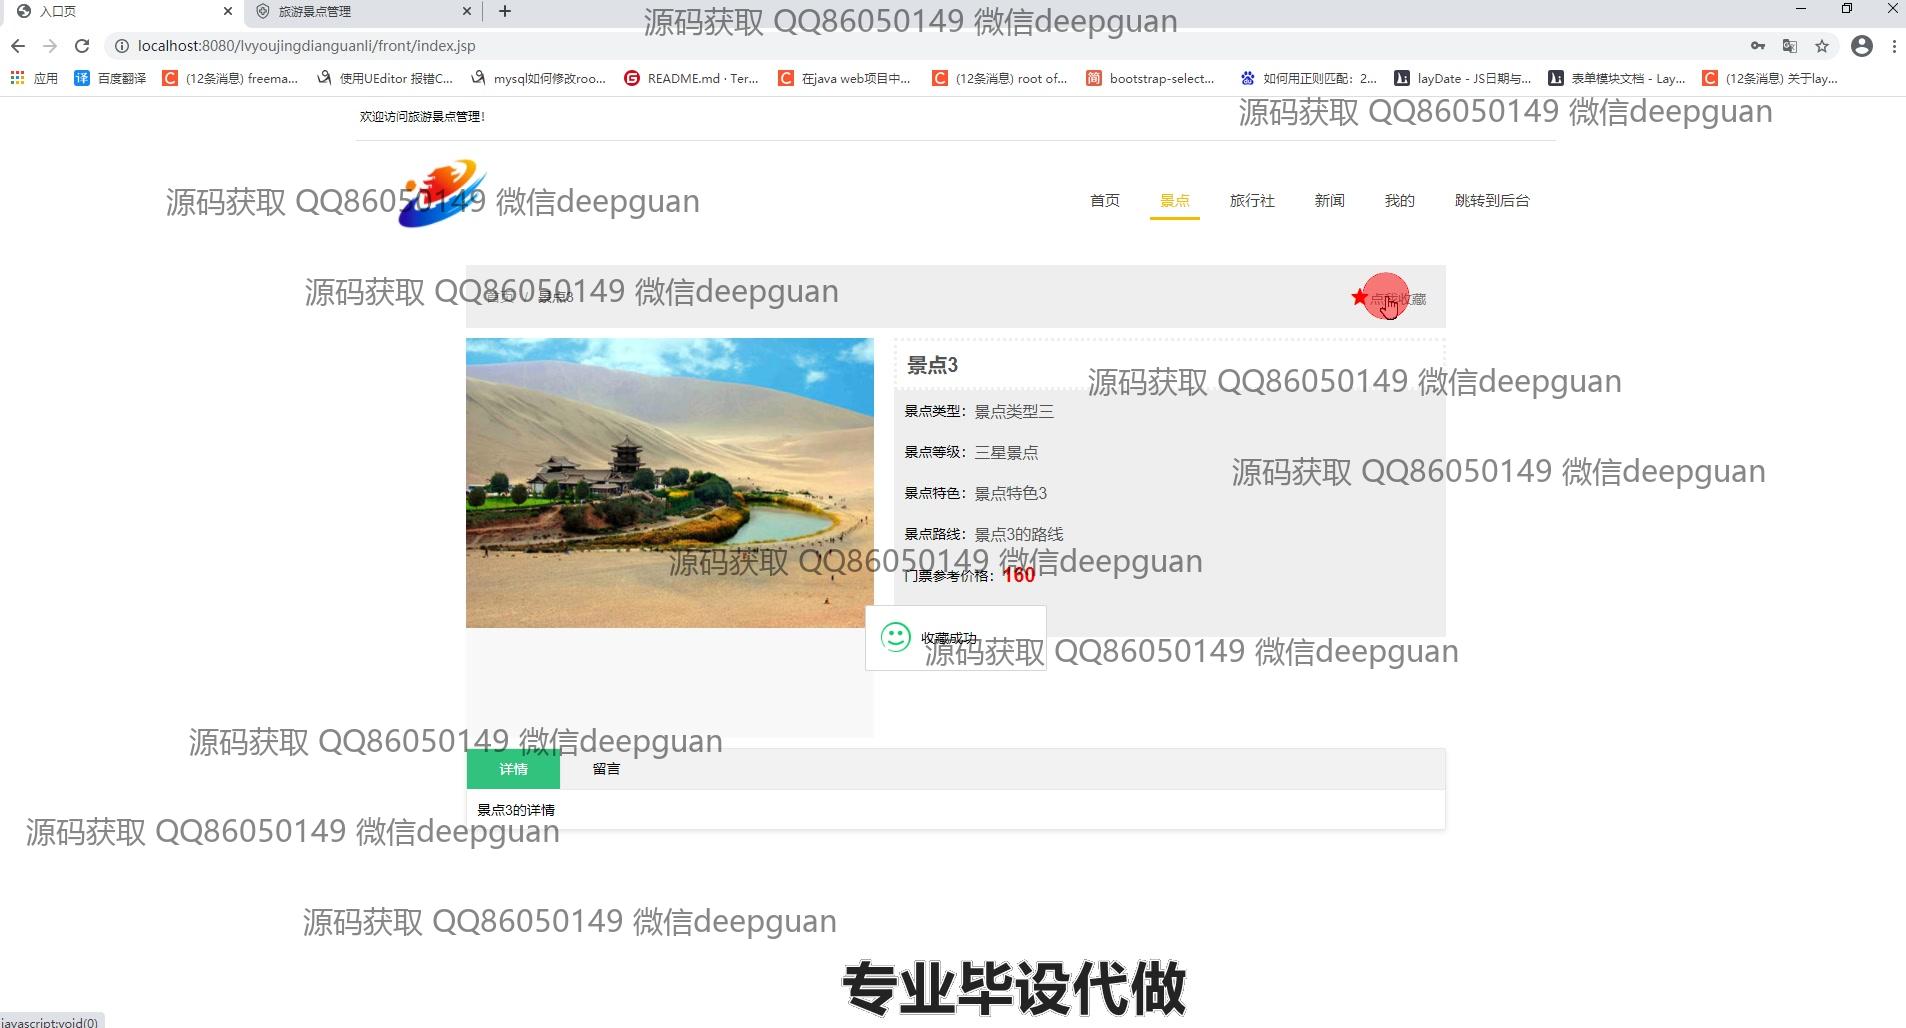 入口页
旅游景点管理
源码获取 QQ86050149 微信deepguan
localhost:8080/lvyoujingdianguanli/front/index.jsp
应用 百度翻译 (12条消息) freema... 使用UEditor 报错C... mysql如何修改roo... README.md · Ter... 在java web项目中... (12条消息) root of... bootstrap-select... 如何用正则匹配：2... layDate - JS日期与... 表单模块文档 - Lay... (12条消息) 关于lay...
欢迎访问旅游景点管理！
源码获取 QQ86050149 微信deepguan
源码获取 QQ86050149 微信deepguan
首页 景点 旅行社 新闻 我的 跳转到后台
源码获取 QQ86050149 微信deepguan
首页 / 景点3
点我收藏
景点3
源码获取 QQ86050149 微信deepguan
景点类型：景点类型三
景点等级：三星景点
源码获取 QQ86050149 微信deepguan
景点特色：景点特色3
景点路线：景点3的路线
源码获取 QQ86050149 微信deepguan
门票参考价格：160
收藏成功
源码获取 QQ86050149 微信deepguan
源码获取 QQ86050149 微信deepguan
详情 留言
景点3的详情
源码获取 QQ86050149 微信deepguan
源码获取 QQ86050149 微信deepguan
专业毕设代做
javascript:void(0)